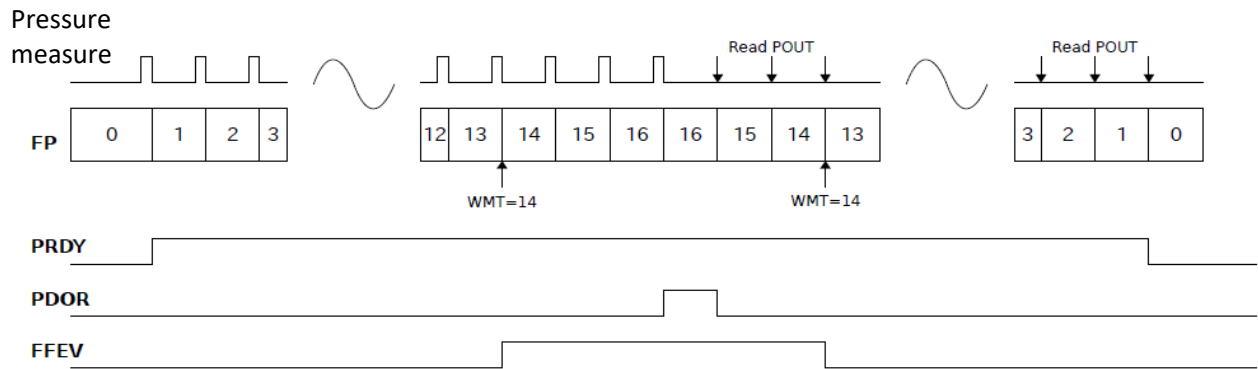 Pressure
measure
Read POUT
Read POUT
FP
0 1 2 3
12 13 14 15 16 16 15 14 13
3 2 1 0
WMT=14
WMT=14
PRDY
PDOR
FFEV